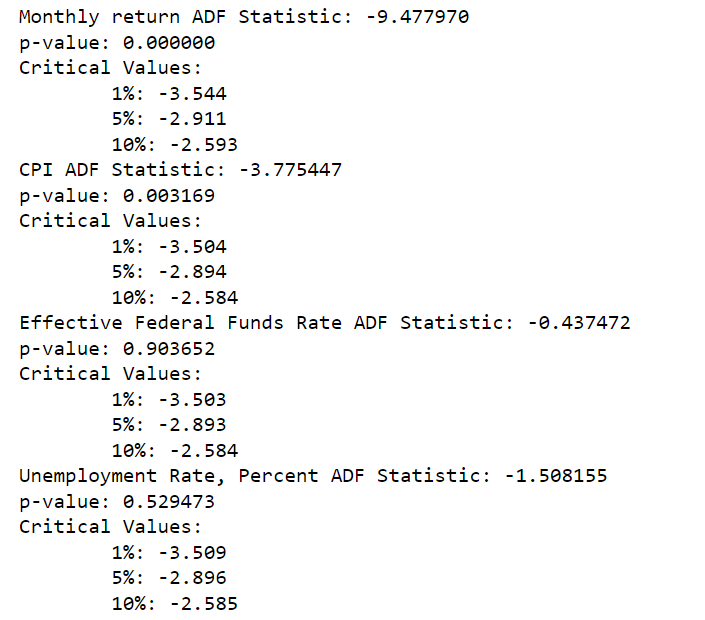 Monthly return ADF Statistic: -9.477970
p-value: 0.000000
Critical Values:
	1%: -3.544
	5%: -2.911
	10%: -2.593
CPI ADF Statistic: -3.775447
p-value: 0.003169
Critical Values:
	1%: -3.504
	5%: -2.894
	10%: -2.584
Effective Federal Funds Rate ADF Statistic: -0.437472
p-value: 0.903652
Critical Values:
	1%: -3.503
	5%: -2.893
	10%: -2.584
Unemployment Rate, Percent ADF Statistic: -1.508155
p-value: 0.529473
Critical Values:
	1%: -3.509
	5%: -2.896
	10%: -2.585